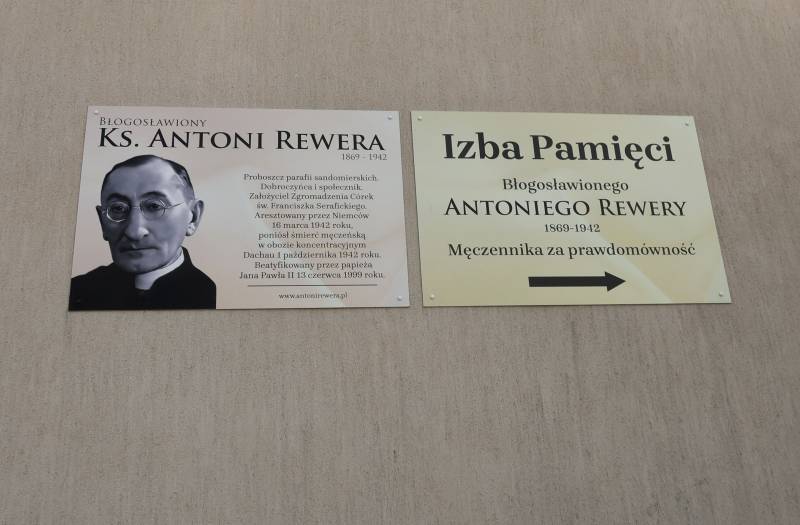 BŁOGOSŁAWIONY
KS. ANTONI REWERA
1869 - 1942
Proboszcz parafii sandomierskich.
Dobroczyńca i społecznik.
Założyciel Zgromadzenia Córek
św. Franciszka Serafickiego.
Aresztowany przez Niemców
16 marca 1942 roku,
poniósł śmierć męczeńską
w obozie koncentracyjnym
Dachau 1 października 1942 roku.
Beatyfikowany przez papieża
Jana Pawła II 13 czerwca 1999 roku.
www.antonirewera.pl
Izba Pamięci
Błogosławionego
ANTONIEGO REWERY
1869-1942
Męczennika za prawdomówność